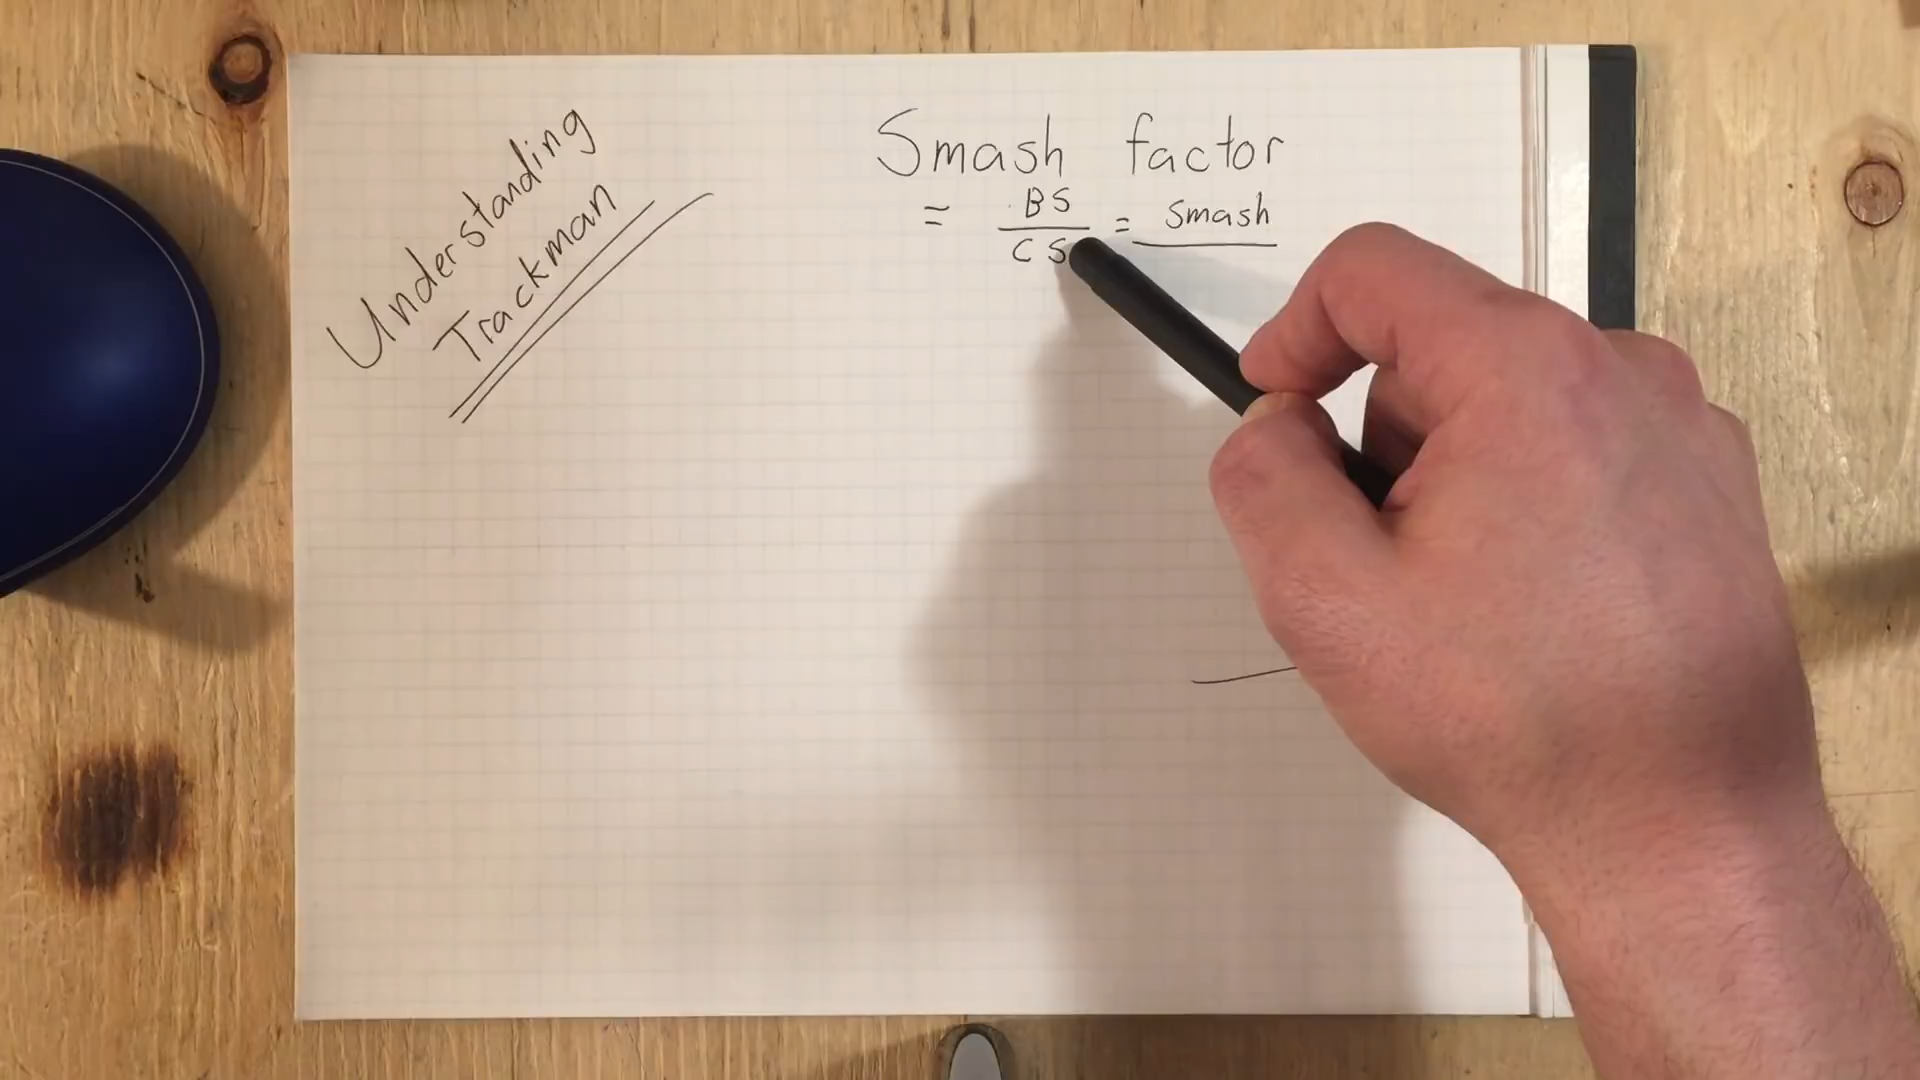 Understanding
Trackman
Smash factor
= BS / CS = smash